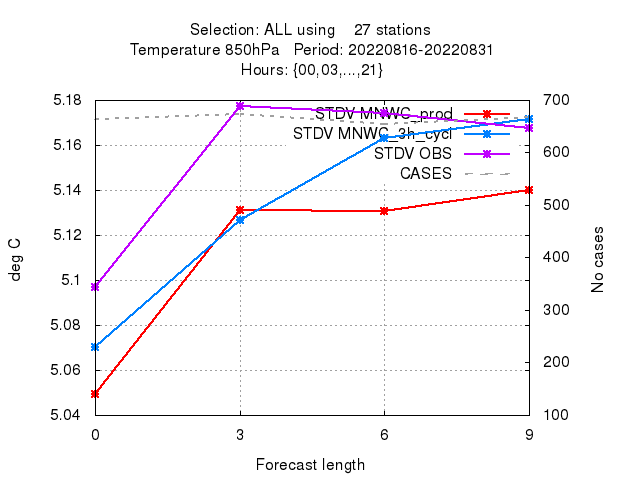 Selection: ALL using 27 stations
Temperature 850hPa Period: 20220816-20220831
Hours: {00,03,...,21}
5.18
5.16
5.14
5.12
5.1
5.08
5.06
5.04
deg C
STDV MNWC_prod
STDV MNWC_3h_cycl
STDV OBS
CASES
700
600
500
400
300
200
100
No cases
0 3 6 9
Forecast length